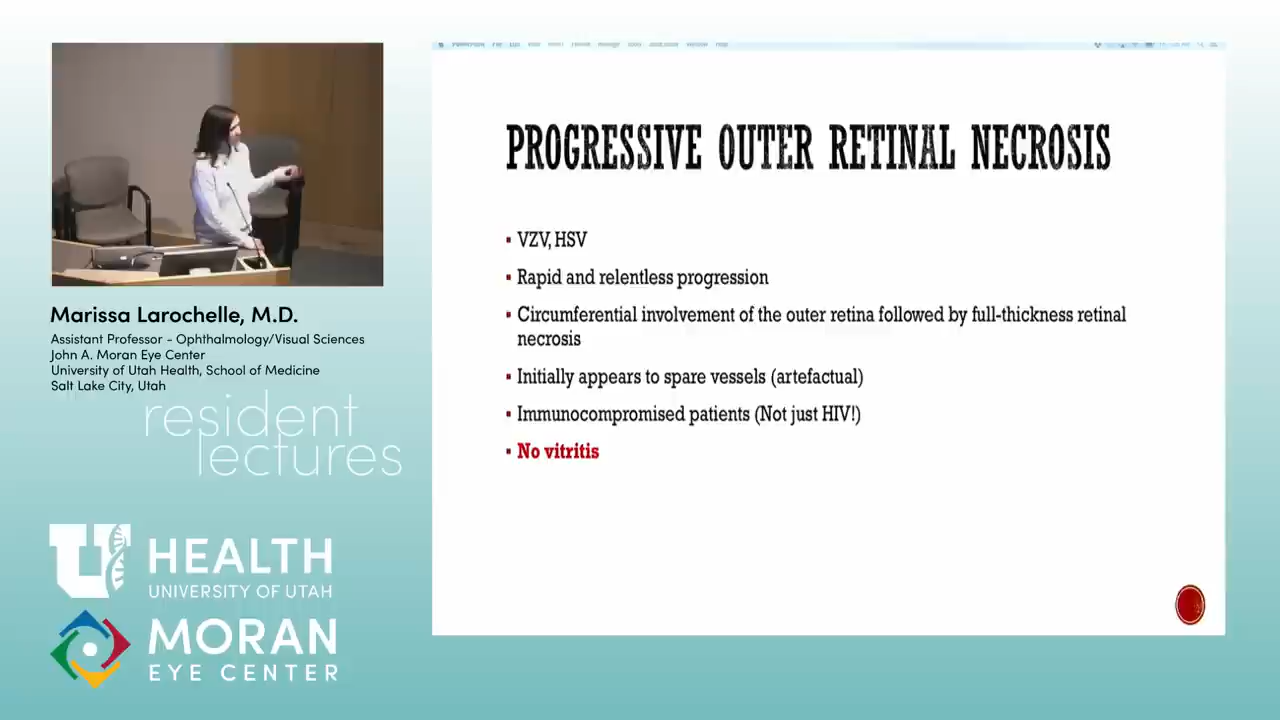 PROGRESSIVE OUTER RETINAL NECROSIS
▪ VZV, HSV
▪ Rapid and relentless progression
▪ Circumferential involvement of the outer retina followed by full-thickness retinal
necrosis
▪ Initially appears to spare vessels (artefactual)
▪ Immunocompromised patients (Not just HIV!)
▪ No vitritis
Marissa Larochelle, M.D.
Assistant Professor - Ophthalmology/Visual Sciences
John A. Moran Eye Center
University of Utah Health, School of Medicine
Salt Lake City, Utah
resident
lectures
U HEALTH
UNIVERSITY OF UTAH
MORAN
EYE CENTER